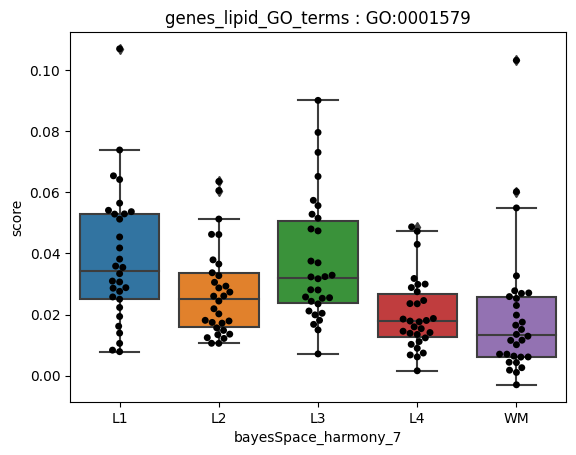 genes_lipid_GO_terms : GO:0001579
0.10
0.08
0.06
0.04
0.02
0.00
score
L1 L2 L3 L4 WM
bayesSpace_harmony_7